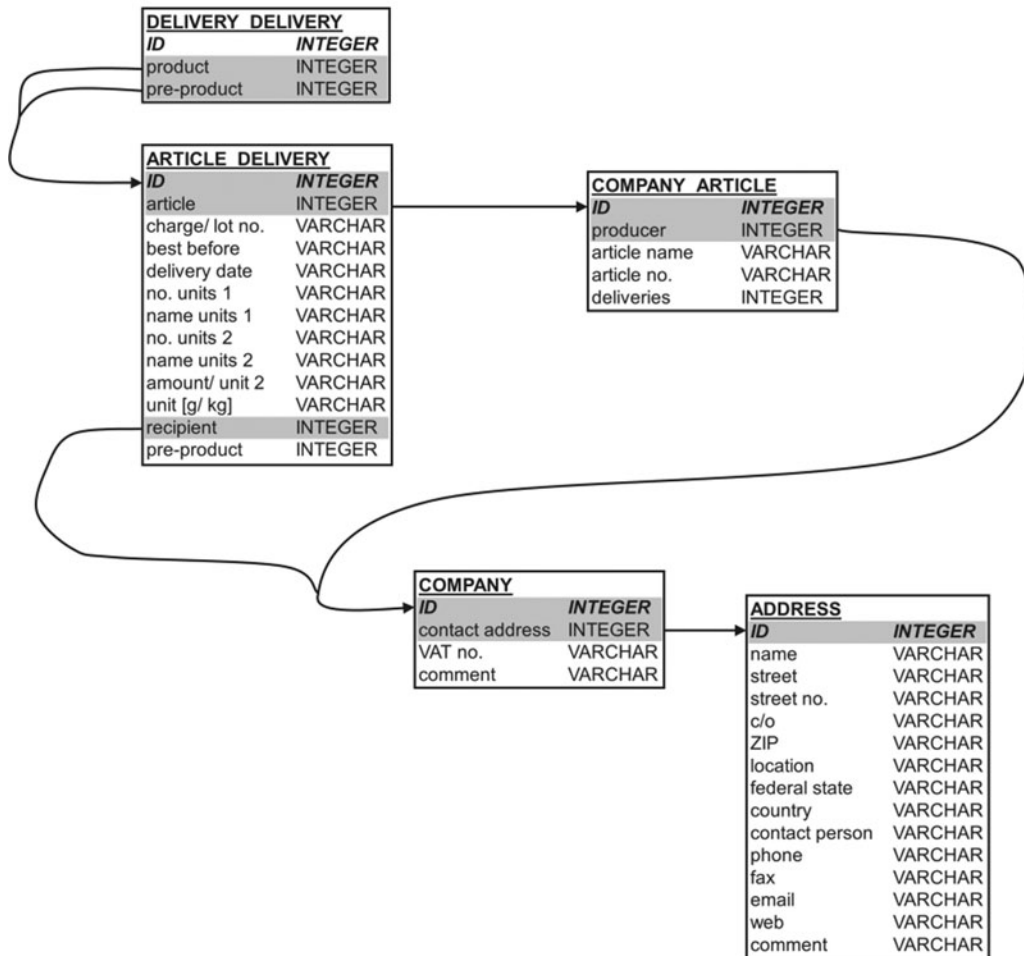 DELIVERY_DELIVERY
ID INTEGER
product INTEGER
pre-product INTEGER
ARTICLE_DELIVERY
ID INTEGER
article INTEGER
charge/ lot no. VARCHAR
best before VARCHAR
delivery date VARCHAR
no. units 1 VARCHAR
name units 1 VARCHAR
no. units 2 VARCHAR
name units 2 VARCHAR
amount/ unit 2 VARCHAR
unit [g/ kg] VARCHAR
recipient INTEGER
pre-product INTEGER
COMPANY_ARTICLE
ID INTEGER
producer INTEGER
article name VARCHAR
article no. VARCHAR
deliveries INTEGER
COMPANY
ID INTEGER
contact address INTEGER
VAT no. VARCHAR
comment VARCHAR
ADDRESS
ID INTEGER
name VARCHAR
street VARCHAR
street no. VARCHAR
c/o VARCHAR
ZIP VARCHAR
location VARCHAR
federal state VARCHAR
country VARCHAR
contact person VARCHAR
phone VARCHAR
fax VARCHAR
email VARCHAR
web VARCHAR
comment VARCHAR